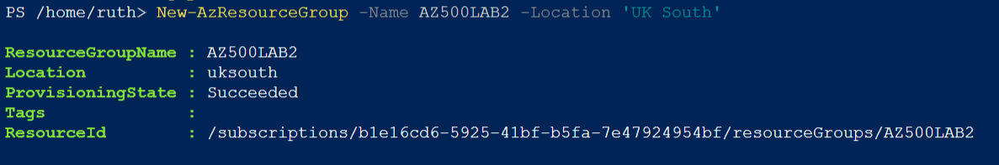 PS /home/ruth> New-AzResourceGroup -Name AZ500LAB2 -Location 'UK South'
ResourceGroupName : AZ500LAB2
Location : uksouth
ProvisioningState : Succeeded
Tags :
ResourceId : /subscriptions/b1e16cd6-5925-41bf-b5fa-7e47924954bf/resourceGroups/AZ500LAB2